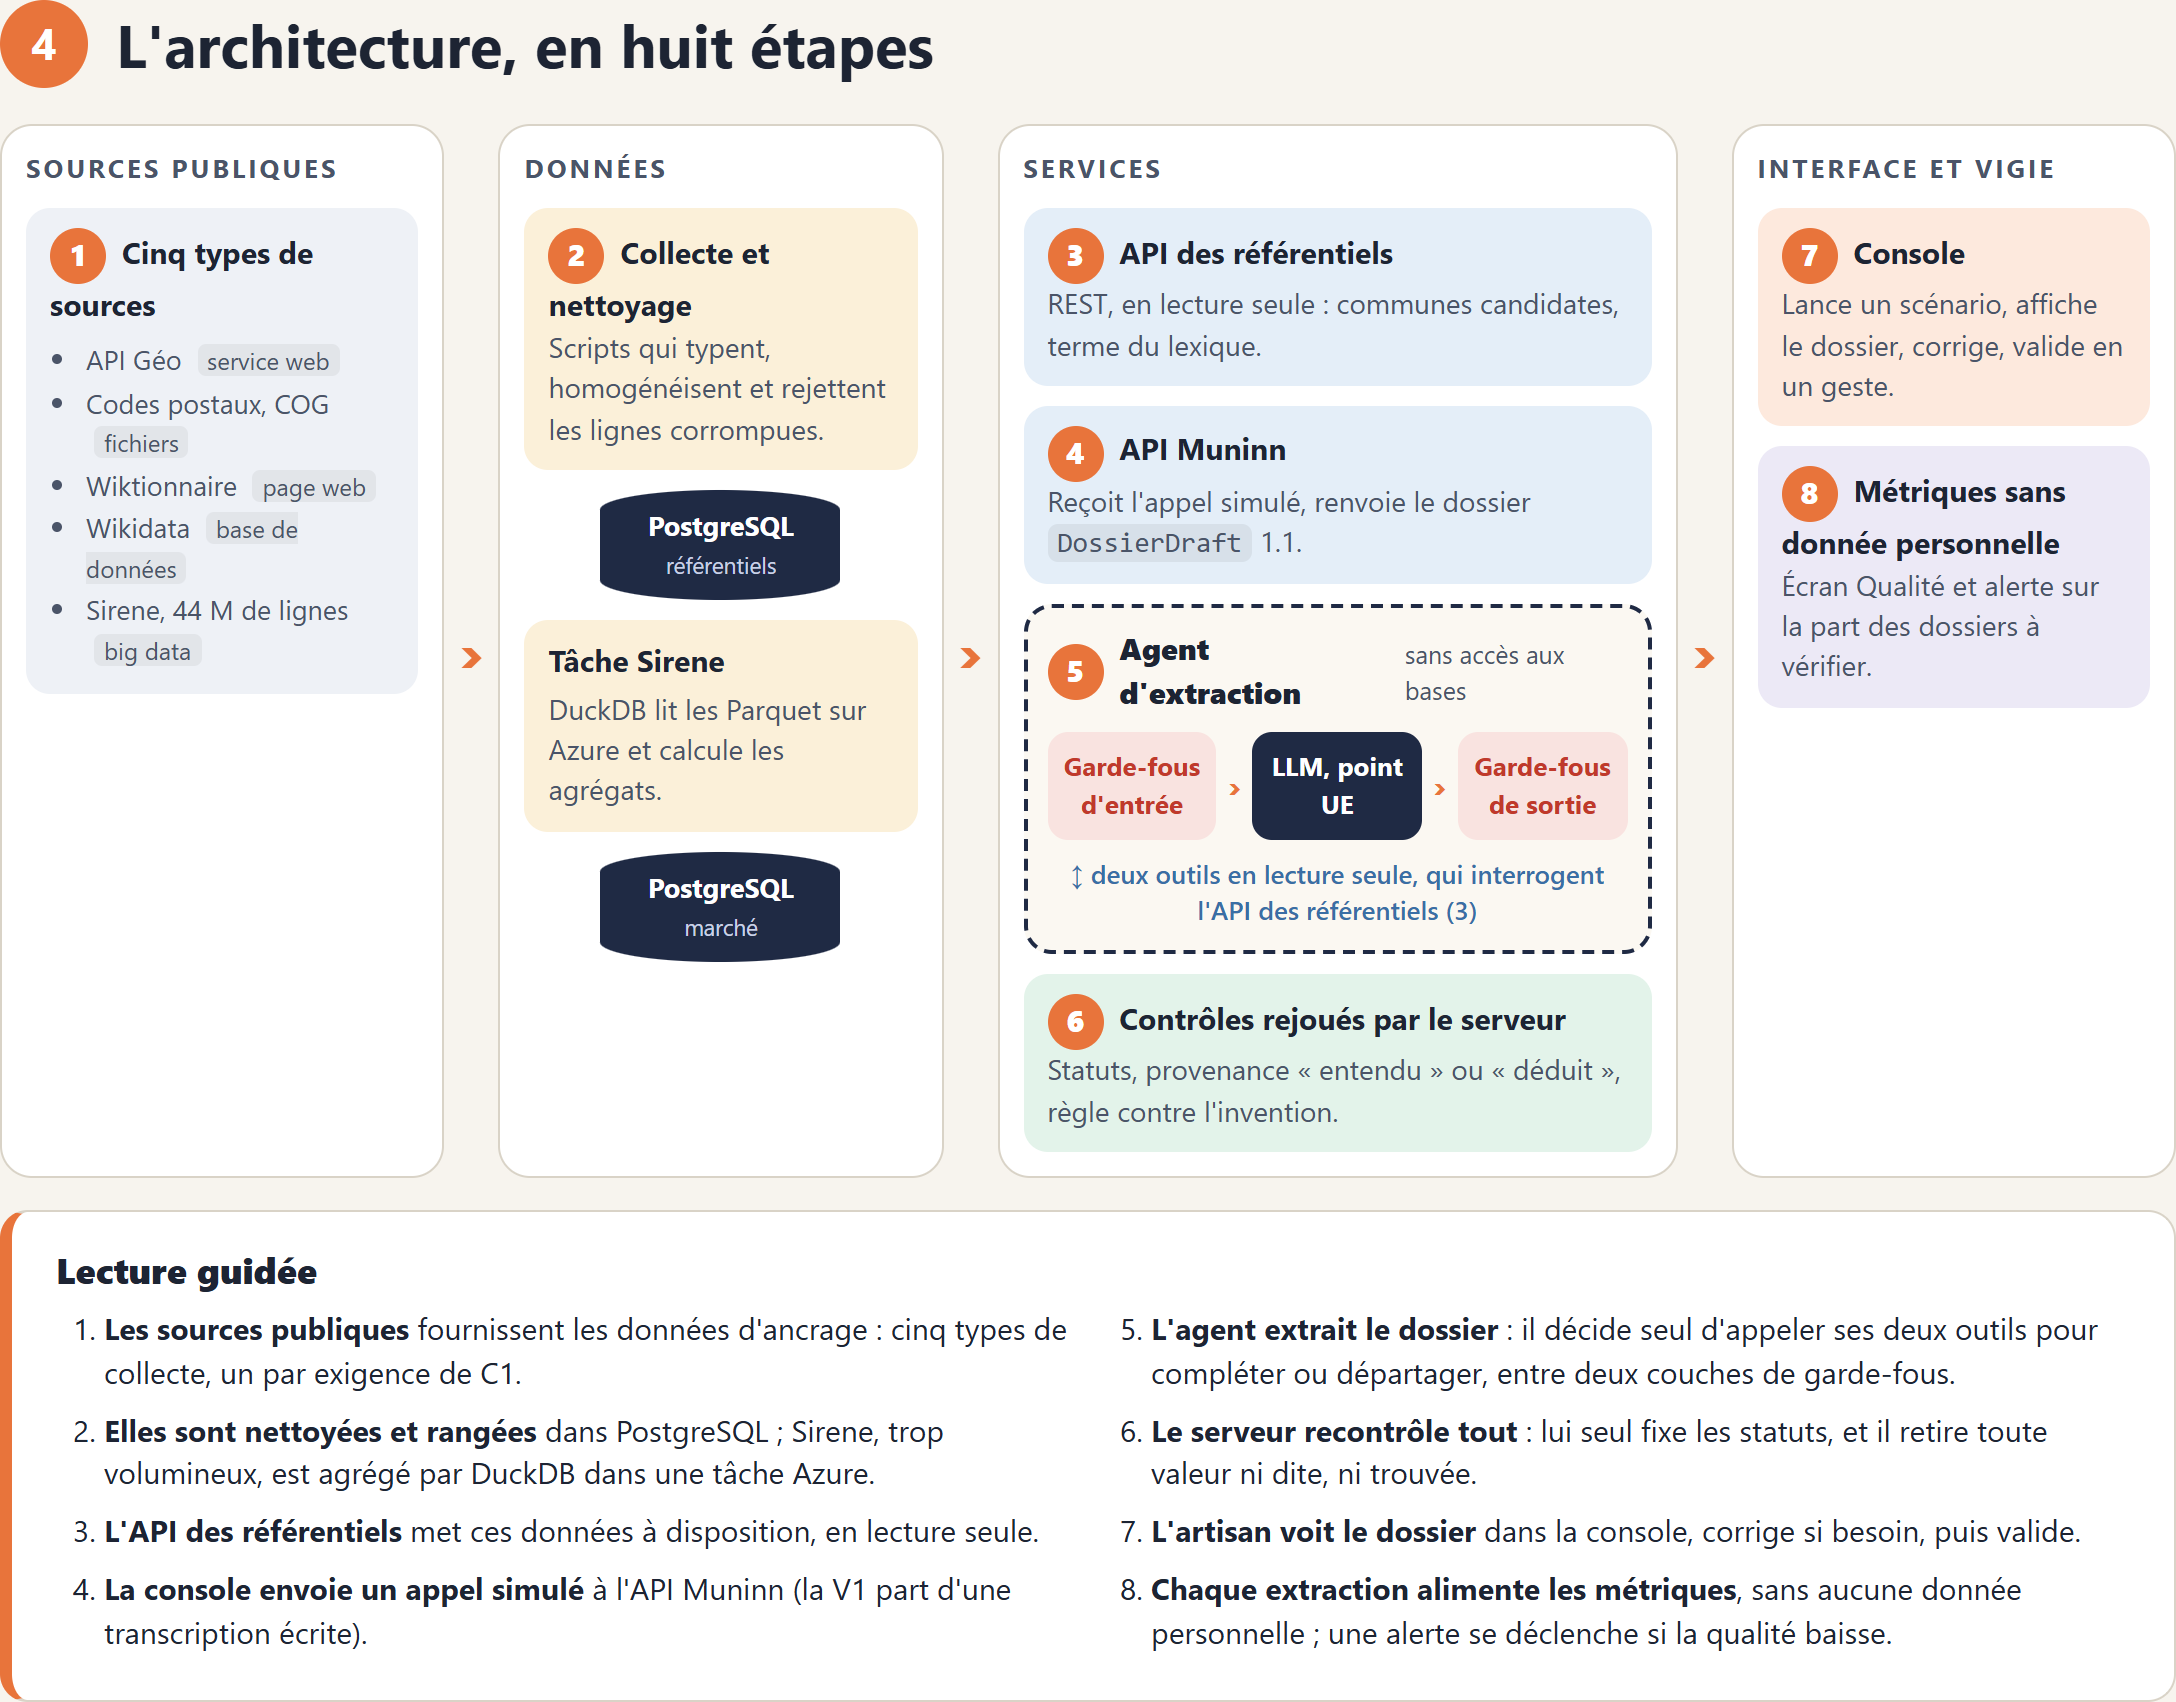 4 L'architecture, en huit étapes
SOURCES PUBLIQUES
1 Cinq types de
sources
• API Géo service web
• Codes postaux, COG
fichiers
• Wiktionnaire page web
• Wikidata base de
données
• Sirene, 44 M de lignes
big data
›
DONNÉES
2 Collecte et
nettoyage
Scripts qui typent,
homogénéisent et rejettent
les lignes corrompues.
PostgreSQL
référentiels
Tâche Sirene
DuckDB lit les Parquet sur
Azure et calcule les
agrégats.
PostgreSQL
marché
›
SERVICES
3 API des référentiels
REST, en lecture seule : communes candidates,
terme du lexique.
4 API Muninn
Reçoit l'appel simulé, renvoie le dossier
DossierDraft 1.1.
5 Agent
d'extraction
sans accès aux
bases
Garde-fous
d'entrée
›
LLM, point
UE
›
Garde-fous
de sortie
↕ deux outils en lecture seule, qui interrogent
l'API des référentiels (3)
6 Contrôles rejoués par le serveur
Statuts, provenance « entendu » ou « déduit »,
règle contre l'invention.
›
INTERFACE ET VIGIE
7 Console
Lance un scénario, affiche
le dossier, corrige, valide en
un geste.
8 Métriques sans
donnée personnelle
Écran Qualité et alerte sur
la part des dossiers à
vérifier.
Lecture guidée
1. Les sources publiques fournissent les données d'ancrage : cinq types de
collecte, un par exigence de C1.
2. Elles sont nettoyées et rangées dans PostgreSQL ; Sirene, trop
volumineux, est agrégé par DuckDB dans une tâche Azure.
3. L'API des référentiels met ces données à disposition, en lecture seule.
4. La console envoie un appel simulé à l'API Muninn (la V1 part d'une
transcription écrite).
5. L'agent extrait le dossier : il décide seul d'appeler ses deux outils pour
compléter ou départager, entre deux couches de garde-fous.
6. Le serveur recontrôle tout : lui seul fixe les statuts, et il retire toute
valeur ni dite, ni trouvée.
7. L'artisan voit le dossier dans la console, corrige si besoin, puis valide.
8. Chaque extraction alimente les métriques, sans aucune donnée
personnelle ; une alerte se déclenche si la qualité baisse.